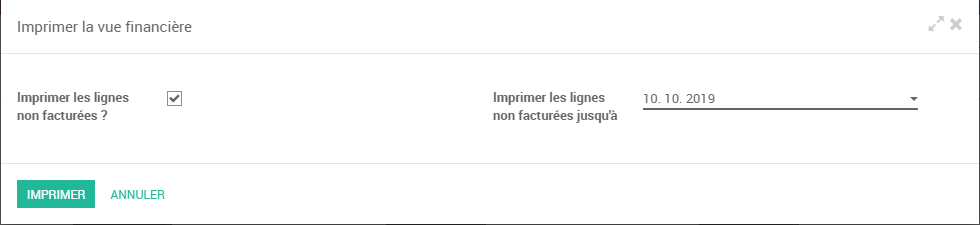 Imprimer la vue financière
Imprimer les lignes
non facturées ?
Imprimer les lignes
non facturées jusqu'à
10. 10. 2019
IMPRIMER
ANNULER